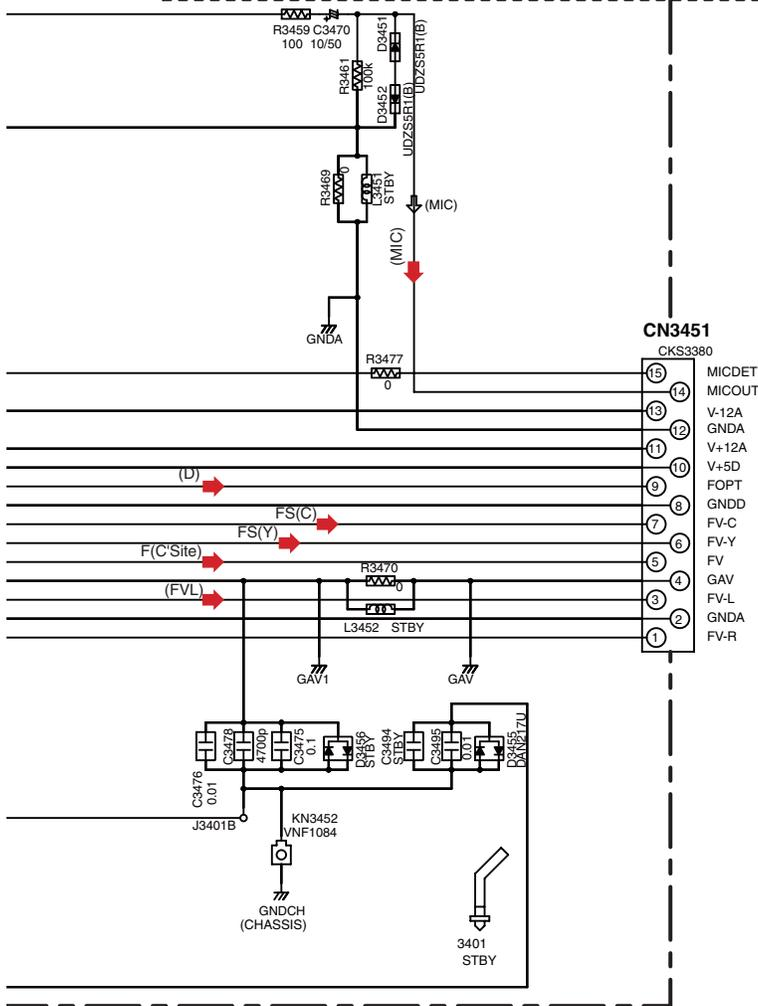 R3459 C3470
100 10/50
D3451
UDZS5R1(B)
R3461
100k
D3452
UDZS5R1(B)
R3469
0
L3451
STBY
(MIC)
(MIC)
GNDA
CN3451
CKS3380
R3477
0
15 MICDET
14 MICOUT
13 V-12A
12 GNDA
11 V+12A
10 V+5D
(D)
9 FOPT
8 GNDD
FS(C)
7 FV-C
FS(Y)
6 FV-Y
F(C'Site)
5 FV
R3470
0
4 GAV
(FVL)
3 FV-L
2 GNDA
L3452 STBY
1 FV-R
GAV1
GAV
C3476
0.01
C3478
4700p
C3475
0.1
D3456
STBY
C3494
STBY
C3495
0.01
D3455
DAN217U
J3401B
KN3452
VNF1084
GNDCH
(CHASSIS)
3401
STBY